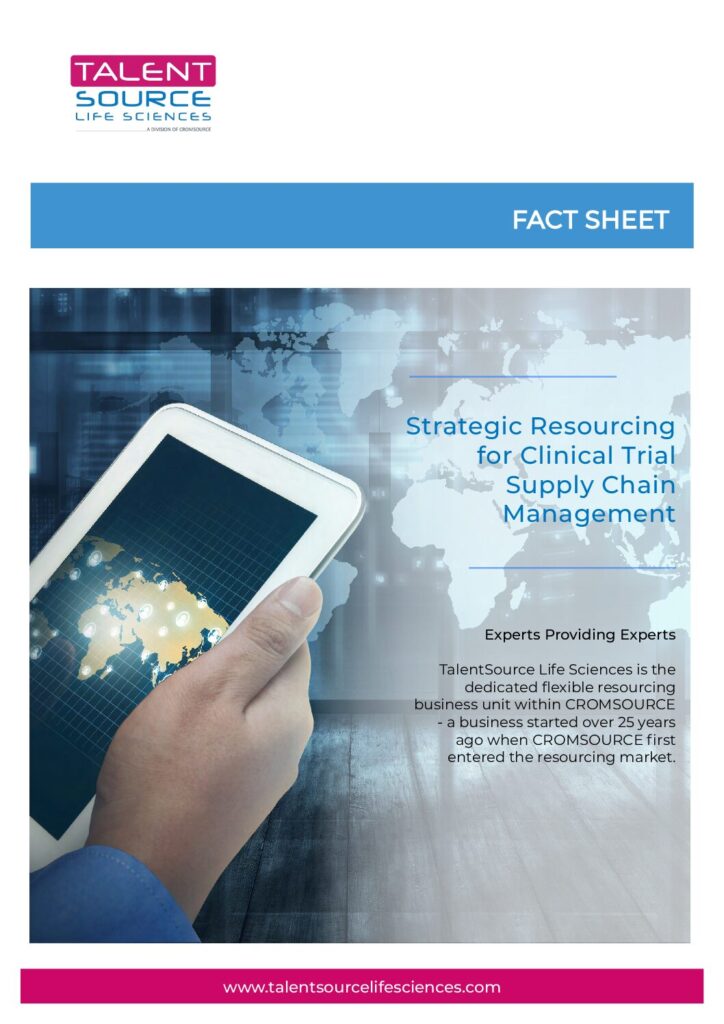 TALENT
SOURCE
LIFE SCIENCES
A DIVISION OF CROMSOURCE
FACT SHEET
Strategic Resourcing
for Clinical Trial
Supply Chain
Management
Experts Providing Experts
TalentSource Life Sciences is the
dedicated flexible resourcing
business unit within CROMSOURCE
- a business started over 25 years
ago when CROMSOURCE first
entered the resourcing market.
www.talentsourcelifesciences.com